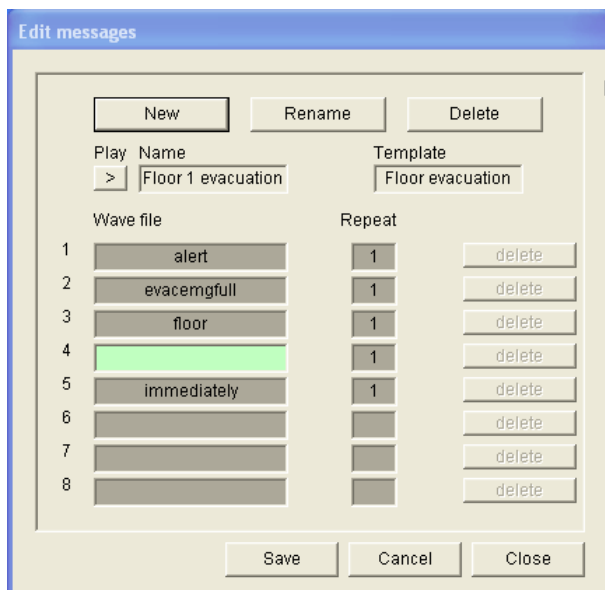 Edit messages
New Rename Delete
Play Name Template
> Floor 1 evacuation Floor evacuation
Wave file Repeat
1 alert 1 delete
2 evacemgfull 1 delete
3 floor 1 delete
4 1 delete
5 immediately 1 delete
6 delete
7 delete
8 delete
Save Cancel Close